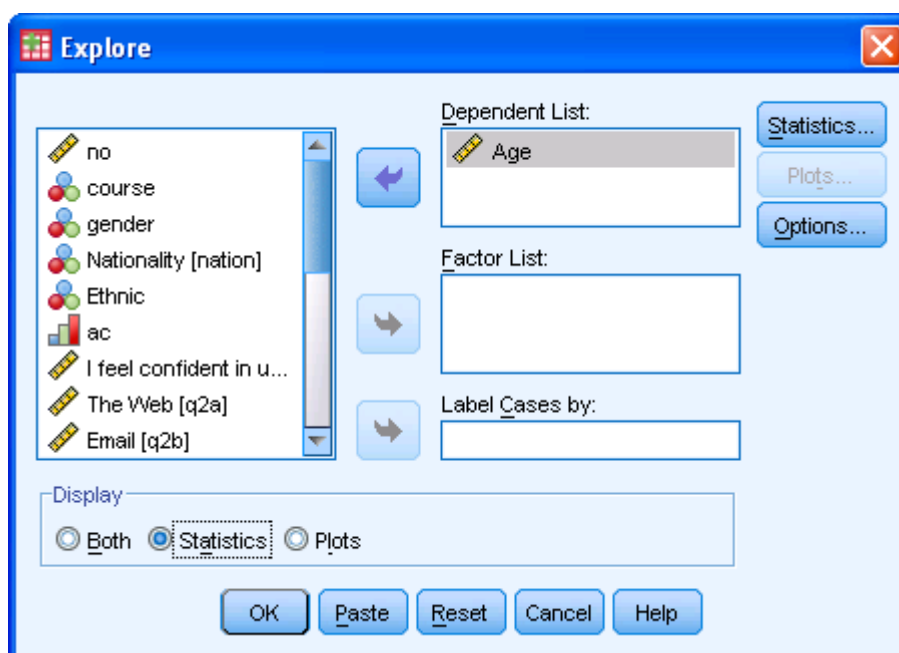 Explore
no
course
gender
Nationality [nation]
Ethnic
ac
I feel confident in u...
The Web [q2a]
Email [q2b]
Dependent List:
Age
Factor List:
Label Cases by:
Statistics...
Plots...
Options...
Display
Both Statistics Plots
OK Paste Reset Cancel Help